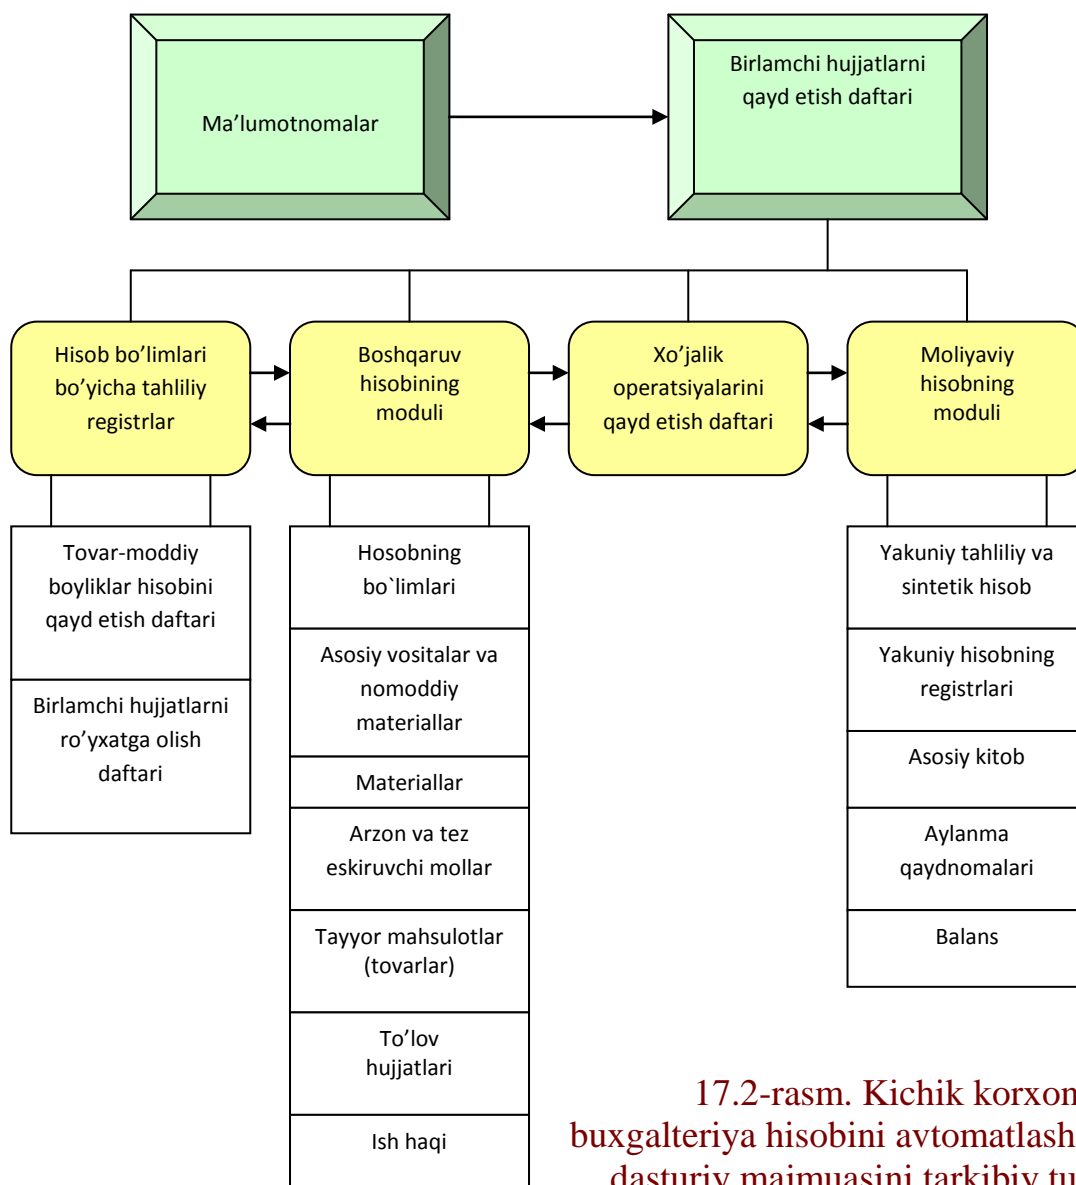 Ma’lumotnomalar
Birlamchi hujjatlarni
qayd etish daftari
Hisob bo’limlari
bo’yicha tahliliy
registrlar
Boshqaruv
hisobining
moduli
Xo’jalik
operatsiyalarini
qayd etish daftari
Moliyaviy
hisobning
moduli
Tovar-moddiy
boyliklar hisobini
qayd etish daftari
Birlamchi hujjatlarni
ro’yxatga olish
daftari
Hosobning
bo`limlari
Asosiy vositalar va
nomoddiy
materiallar
Materiallar
Arzon va tez
eskiruvchi mollar
Tayyor mahsulotlar
(tovarlar)
To’lov
hujjatlari
Ish haqi
Yakuniy tahliliy va
sintetik hisob
Yakuniy hisobning
registrlari
Asosiy kitob
Aylanma
qaydnomalari
Balans
17.2-rasm. Kichik korxon
buxgalteriya hisobini avtomatlash
dasturiy majmuasini tarkibiy tu